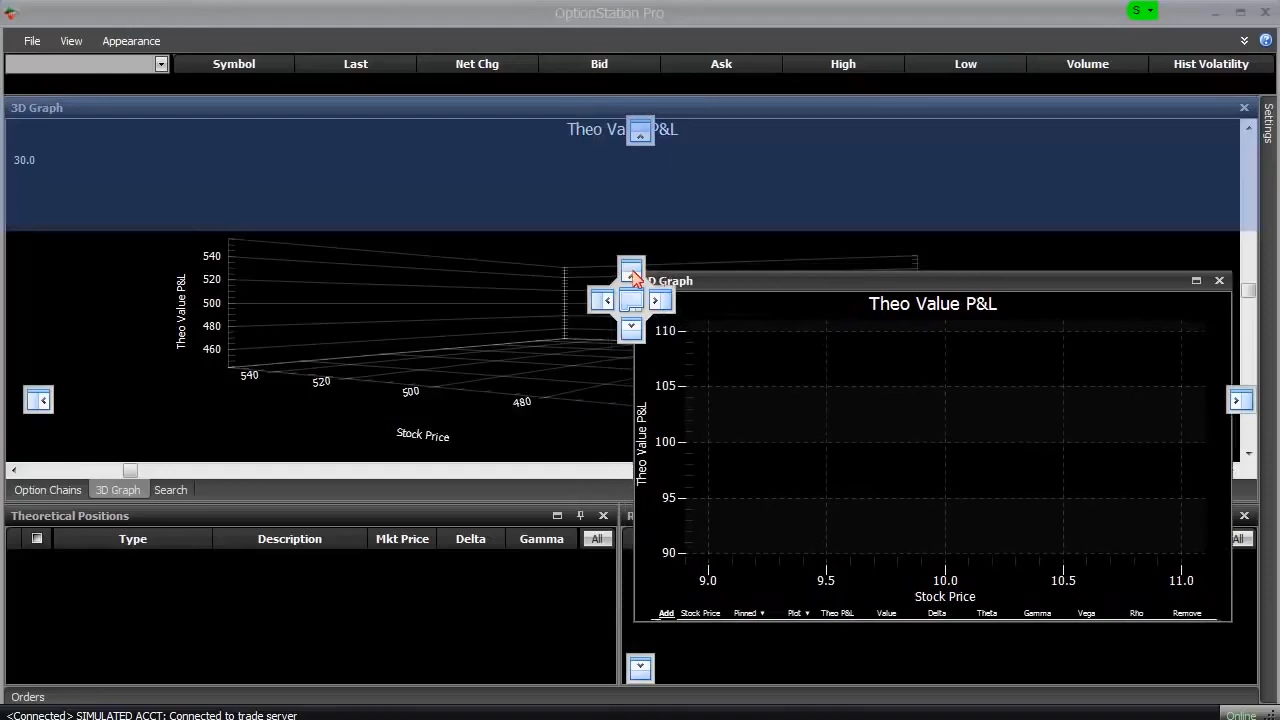 OptionStation Pro
S
File View Appearance
Symbol Last Net Chg Bid Ask High Low Volume Hist Volatility
3D Graph
Settings
Theo Va P&L
30.0
540
520
500
480
460
Theo Value P&L
540 520 500 480
Stock Price
Option Chains 3D Graph Search
D Graph
Theo Value P&L
110
105
100
95
90
Theo Value P&L
9.0 9.5 10.0 10.5 11.0
Stock Price
Add Stock Price Pinned Plot Theo P&L Value Delta Theta Gamma Vega Rho Remove
Theoretical Positions
Type Description Mkt Price Delta Gamma All
All
Orders
<Connected> SIMULATED ACCT: Connected to trade server
Online